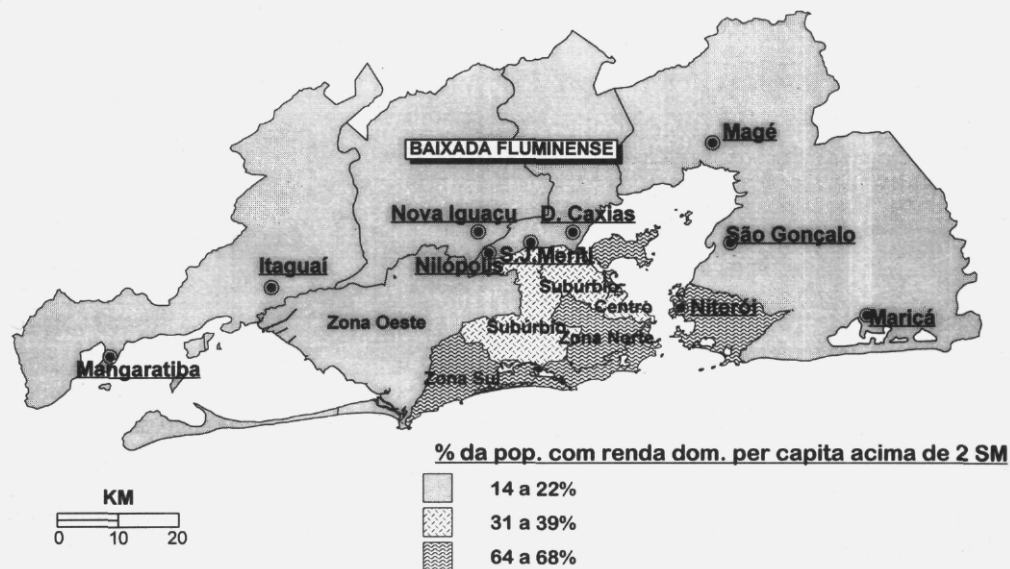 Magé
BAIXADA FLUMINENSE
Nova Iguaçu
D. Caxias
São Gonçalo
S.J.Meriti
Nilópolis
Itaguaí
Subúrbio
Centro
Niterói
Maricá
Zona Oeste
Subúrbio
Zona Norte
Mangaratiba
Zona Sul
% da pop. com renda dom. per capita acima de 2 SM
14 a 22%
31 a 39%
64 a 68%
KM
0 10 20